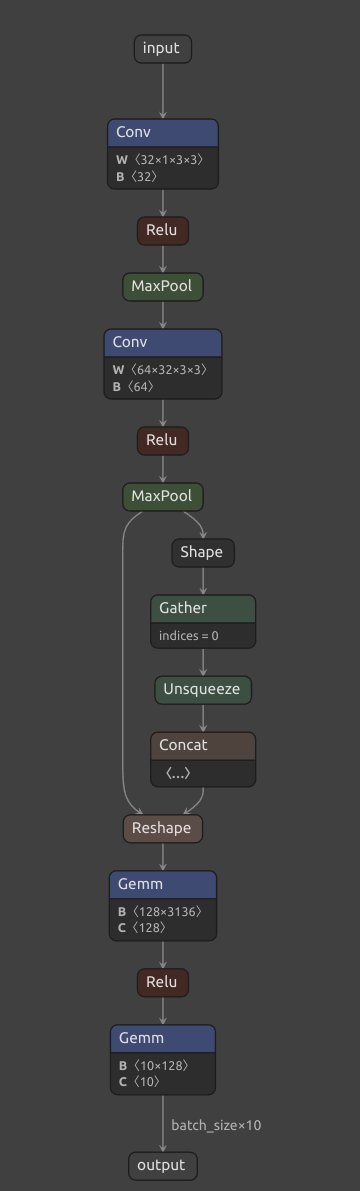 input
Conv
W〈32×1×3×3〉
B〈32〉
Relu
MaxPool
Conv
W〈64×32×3×3〉
B〈64〉
Relu
MaxPool
Shape
Gather
indices = 0
Unsqueeze
Concat
〈...〉
Reshape
Gemm
B〈128×3136〉
C〈128〉
Relu
Gemm
B〈10×128〉
C〈10〉
batch_size×10
output